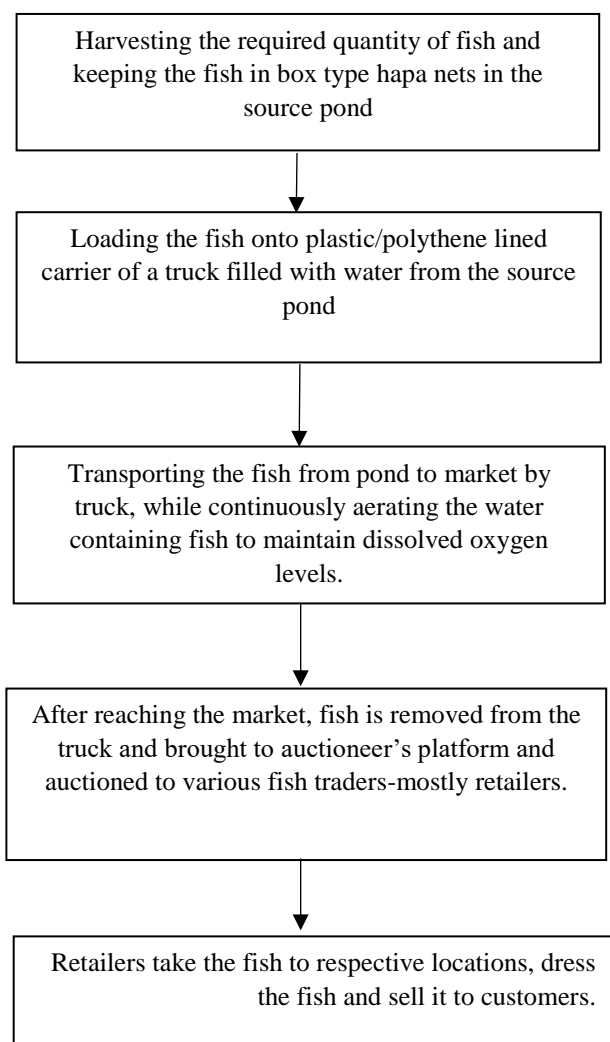 Harvesting the required quantity of fish and
keeping the fish in box type hapa nets in the
source pond
Loading the fish onto plastic/polythene lined
carrier of a truck filled with water from the source
pond
Transporting the fish from pond to market by
truck, while continuously aerating the water
containing fish to maintain dissolved oxygen
levels.
After reaching the market, fish is removed from the
truck and brought to auctioneer’s platform and
auctioned to various fish traders-mostly retailers.
Retailers take the fish to respective locations, dress
the fish and sell it to customers.